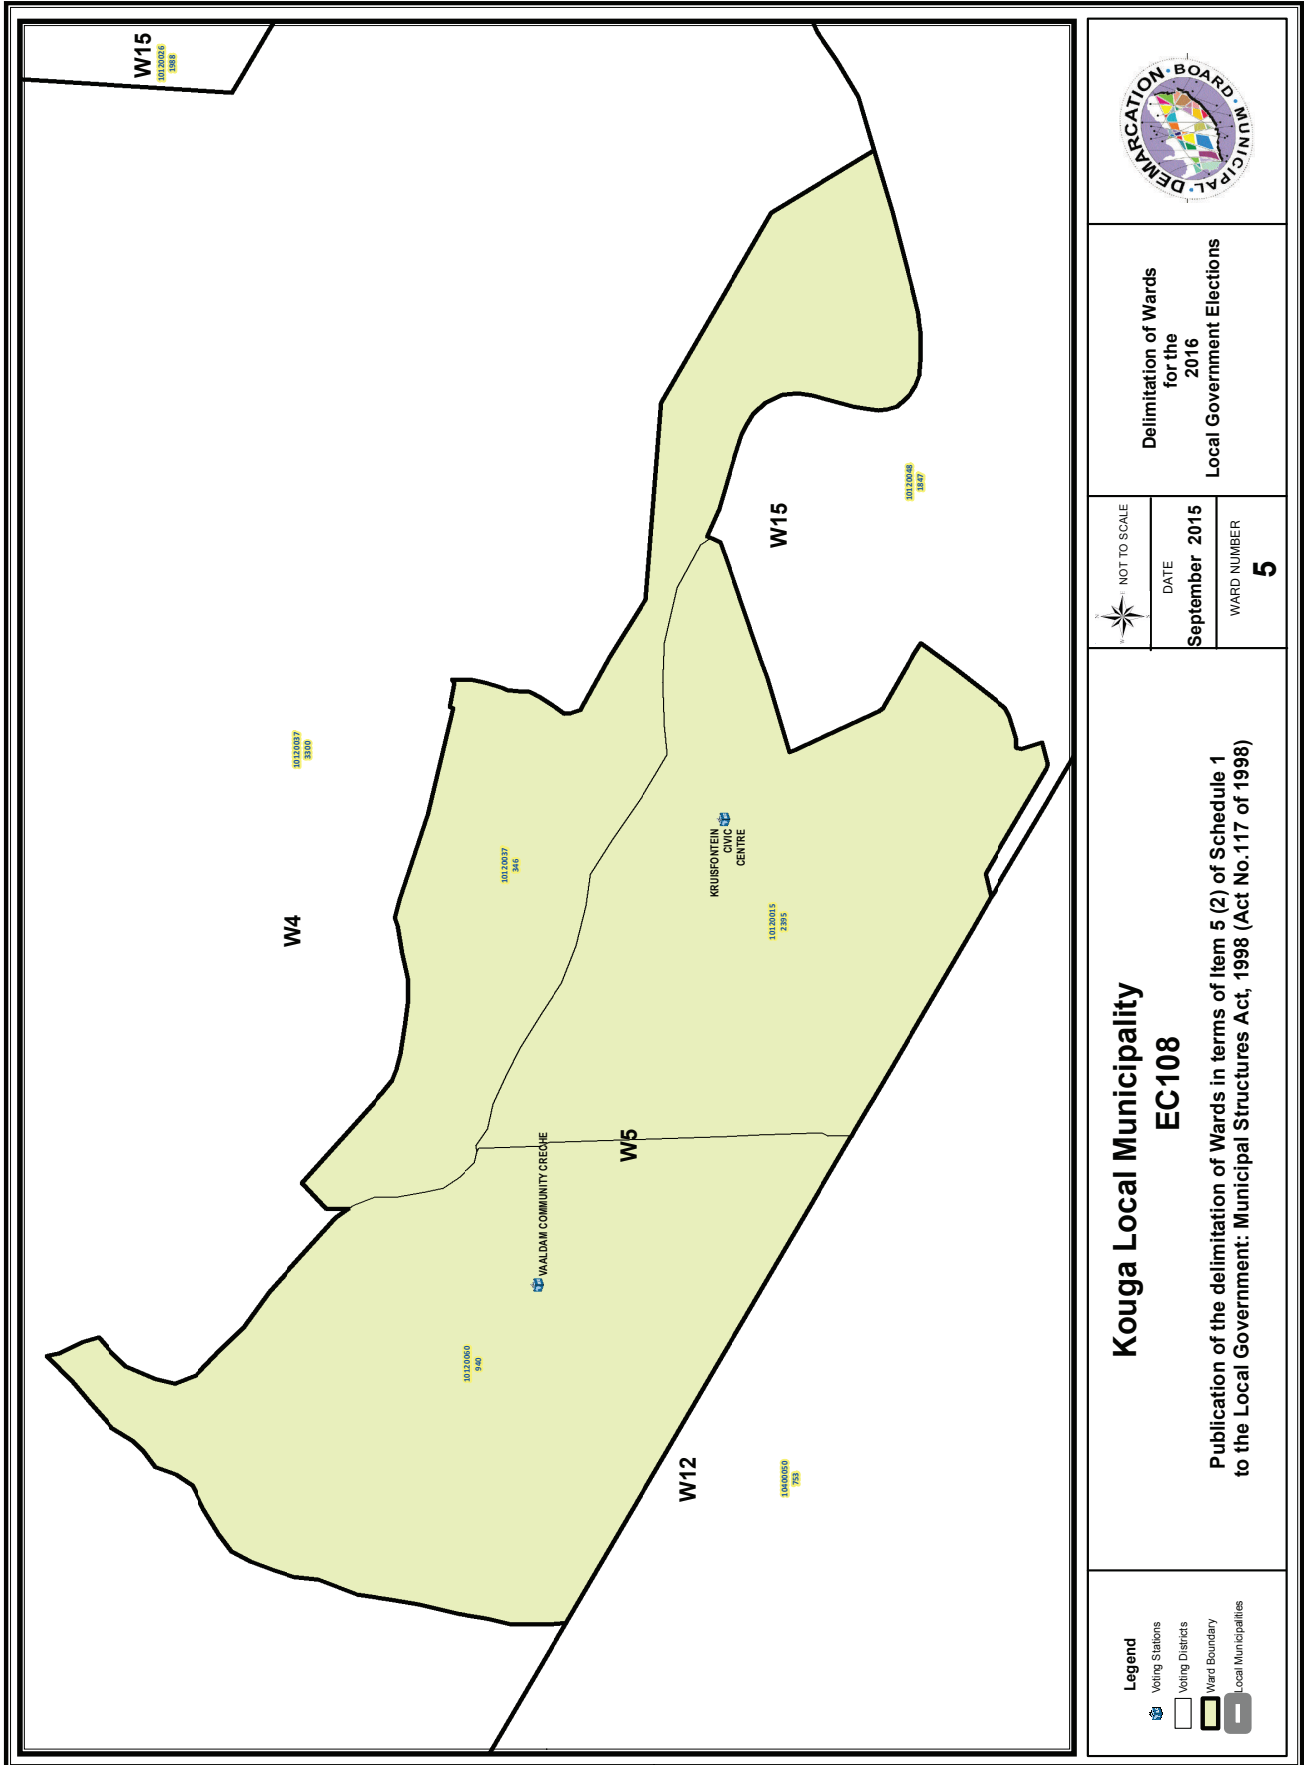 W15
10120026
1988
10120037
3300
W4
10120037
346
W15
10120048
1847
KRUISFONTEIN
CIVIC
CENTRE
10120015
2395
W5
VAALDAM COMMUNITY CRECHE
10120060
940
W12
10400050
753
Legend
Voting Stations
Voting Districts
Ward Boundary
Local Municipalities
Kouga Local Municipality
EC108
Publication of the delimitation of Wards in terms of Item 5 (2) of Schedule 1
to the Local Government: Municipal Structures Act, 1998 (Act No.117 of 1998)
N
W
E
S
NOT TO SCALE
DATE
September 2015
WARD NUMBER
5
Delimitation of Wards
for the
2016
Local Government Elections
MUNICIPAL • DEMARCATION • BOARD •